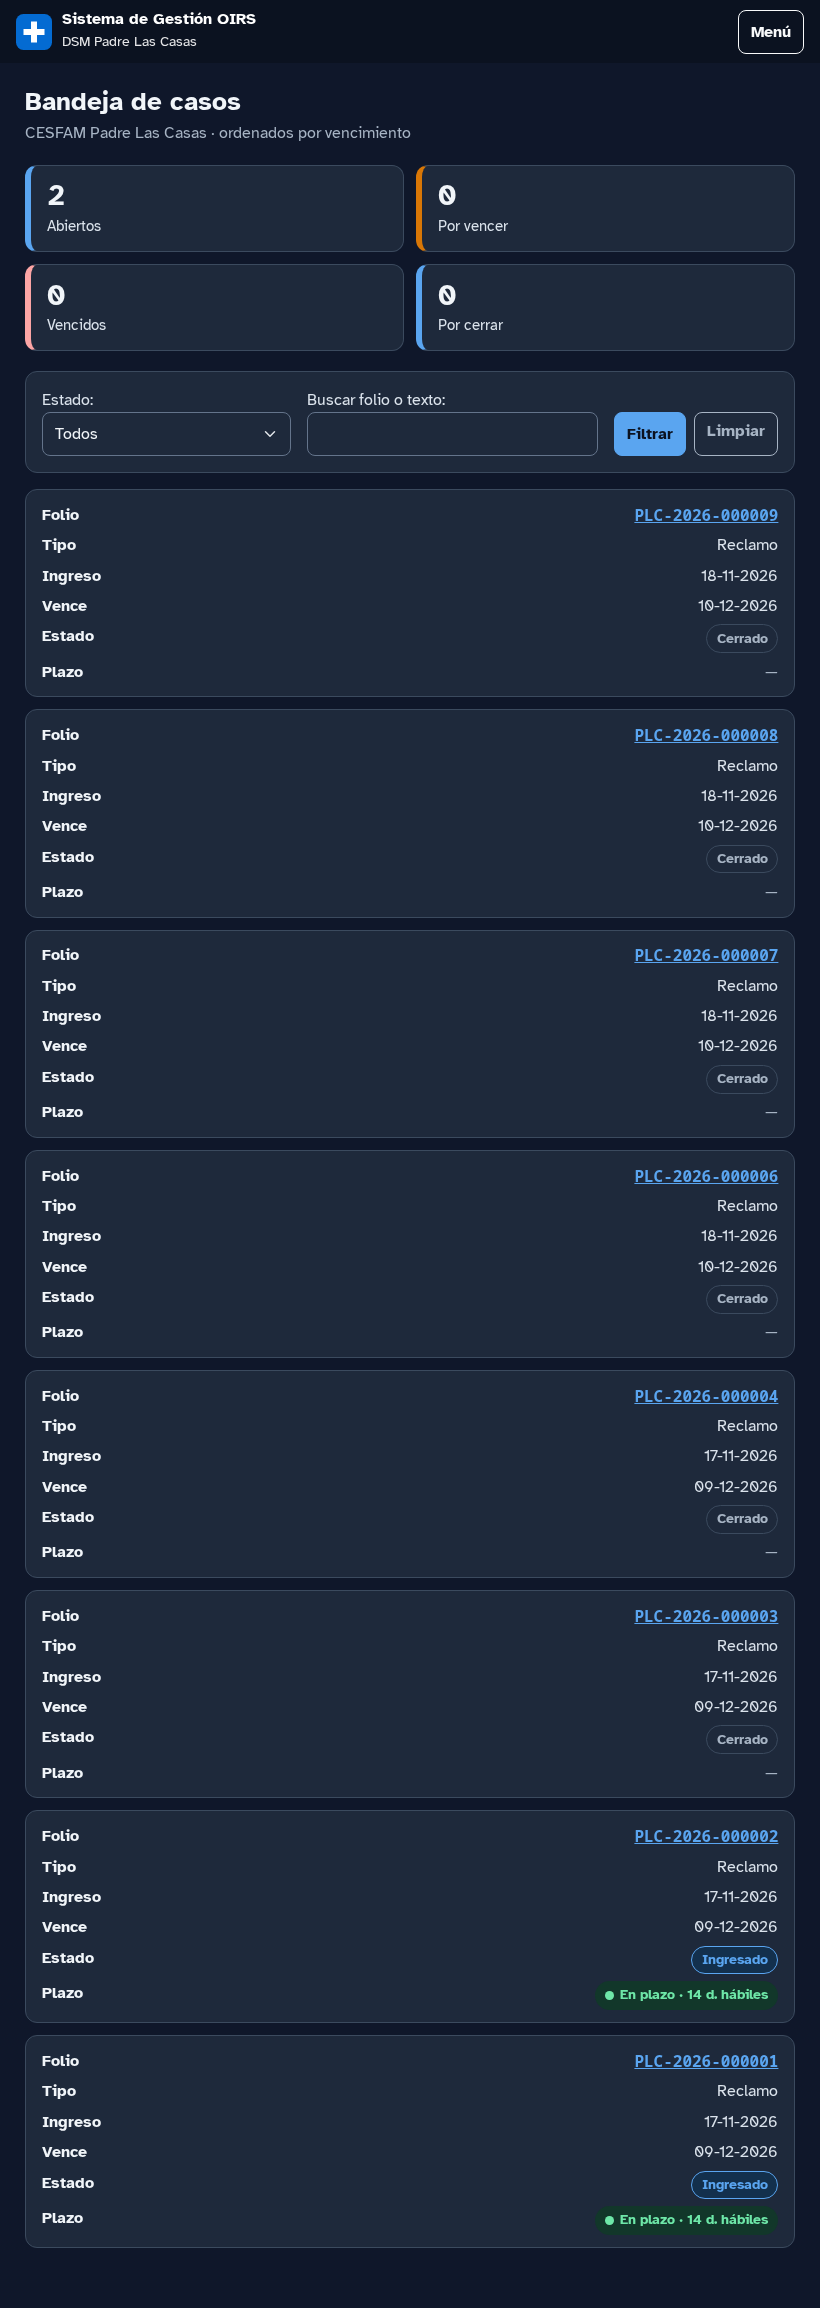 Sistema de Gestión OIRS
DSM Padre Las Casas
Menú
Bandeja de casos
CESFAM Padre Las Casas · ordenados por vencimiento
2
Abiertos
0
Por vencer
0
Vencidos
0
Por cerrar
Estado:
Todos
Buscar folio o texto:
Filtrar
Limpiar
Folio PLC-2026-000009
Tipo Reclamo
Ingreso 18-11-2026
Vence 10-12-2026
Estado Cerrado
Plazo —
Folio PLC-2026-000008
Tipo Reclamo
Ingreso 18-11-2026
Vence 10-12-2026
Estado Cerrado
Plazo —
Folio PLC-2026-000007
Tipo Reclamo
Ingreso 18-11-2026
Vence 10-12-2026
Estado Cerrado
Plazo —
Folio PLC-2026-000006
Tipo Reclamo
Ingreso 18-11-2026
Vence 10-12-2026
Estado Cerrado
Plazo —
Folio PLC-2026-000004
Tipo Reclamo
Ingreso 17-11-2026
Vence 09-12-2026
Estado Cerrado
Plazo —
Folio PLC-2026-000003
Tipo Reclamo
Ingreso 17-11-2026
Vence 09-12-2026
Estado Cerrado
Plazo —
Folio PLC-2026-000002
Tipo Reclamo
Ingreso 17-11-2026
Vence 09-12-2026
Estado Ingresado
Plazo En plazo · 14 d. hábiles
Folio PLC-2026-000001
Tipo Reclamo
Ingreso 17-11-2026
Vence 09-12-2026
Estado Ingresado
Plazo En plazo · 14 d. hábiles